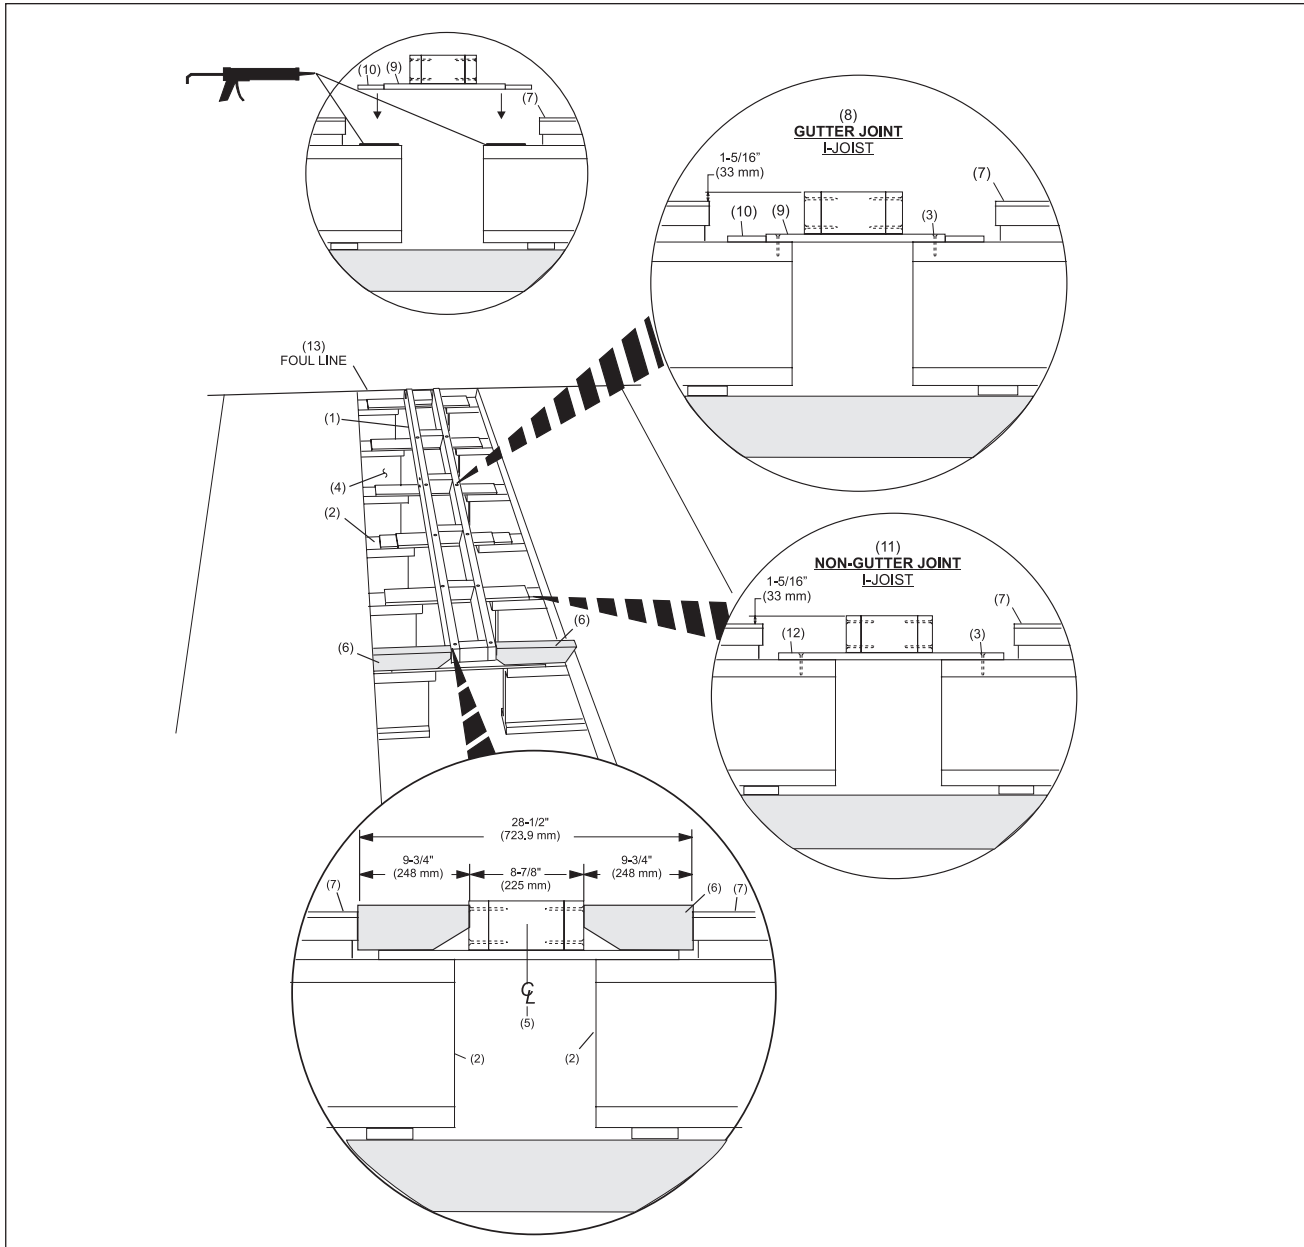 (10)
(9)
(7)
(8)
GUTTER JOINT
I-JOIST
1-5/16"
(33 mm)
(7)
(10)
(9)
(3)
(13)
FOUL LINE
(1)
(4)
(2)
(6)
(6)
(11)
NON-GUTTER JOINT
I-JOIST
1-5/16"
(33 mm)
(7)
(12)
(3)
28-1/2"
(723.9 mm)
9-3/4"
(248 mm)
8-7/8"
(225 mm)
9-3/4"
(248 mm)
(7)
(6)
(7)
CL
(5)
(2)
(2)